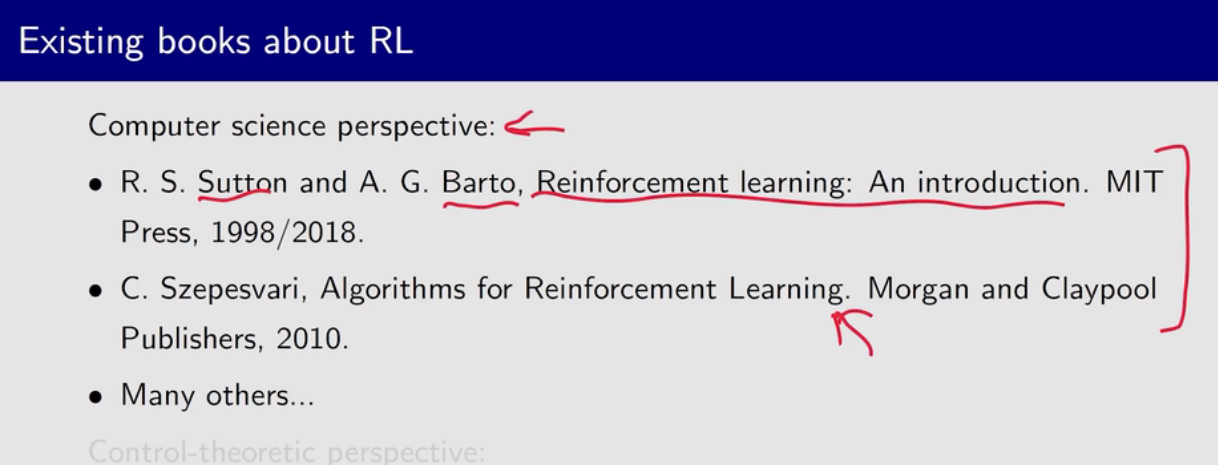 Existing books about RL
Computer science perspective:
• R. S. Sutton and A. G. Barto, Reinforcement learning: An introduction. MIT
Press, 1998/2018.
• C. Szepesvari, Algorithms for Reinforcement Learning. Morgan and Claypool
Publishers, 2010.
• Many others...
Control-theoretic perspective: